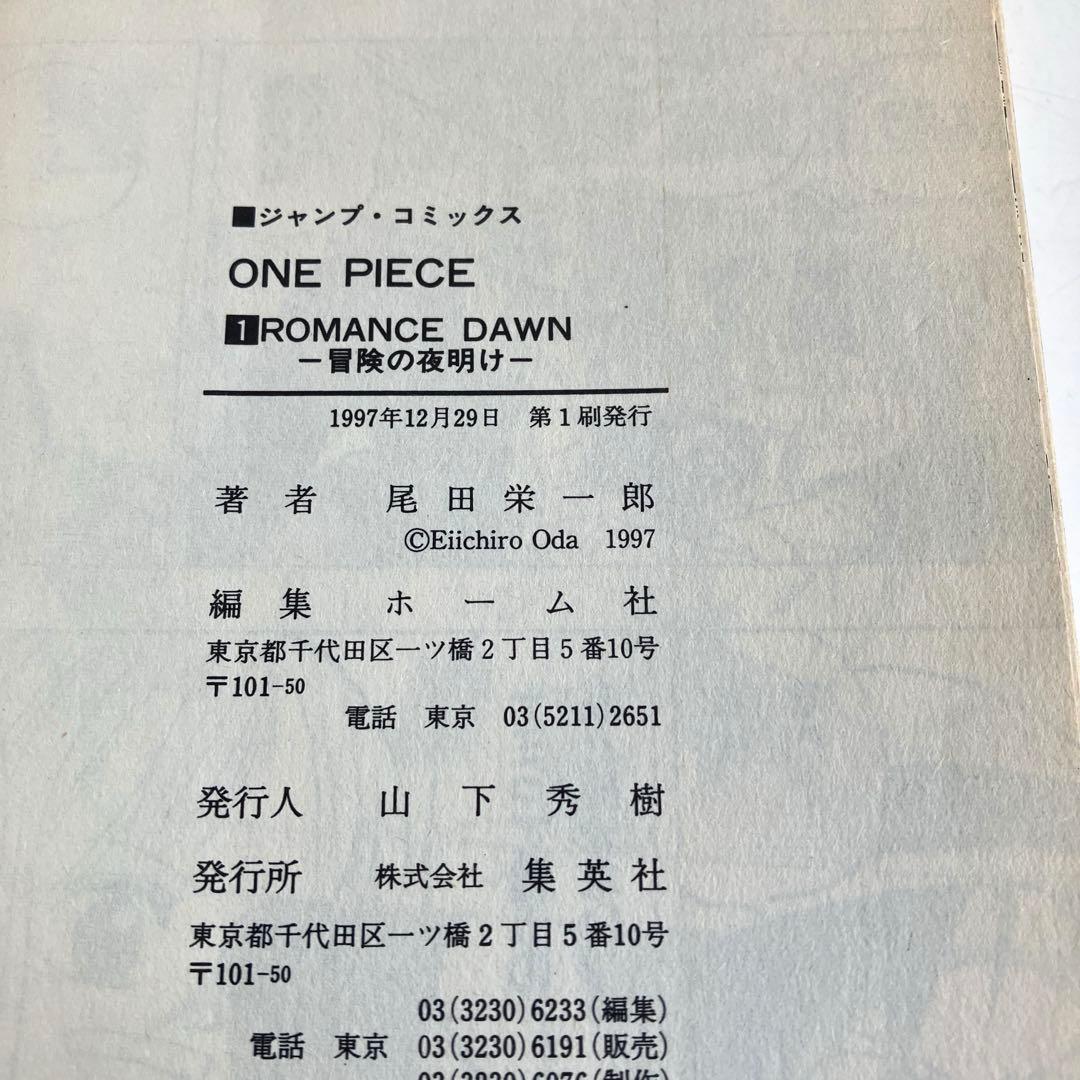 ■ジャンプ・コミックス
ONE PIECE
1ROMANCE DAWN
―冒険の夜明け―
1997年12月29日 第1刷発行
著者 尾田栄一郎
©Eiichiro Oda 1997
編集 ホーム社
東京都千代田区一ツ橋2丁目5番10号
〒101-50
電話 東京 03(5211)2651
発行人 山下秀樹
発行所 株式会社 集英社
東京都千代田区一ツ橋2丁目5番10号
〒101-50
03(3230)6233(編集)
電話 東京 03(3230)6191(販売)
03(3230)6076(制作)